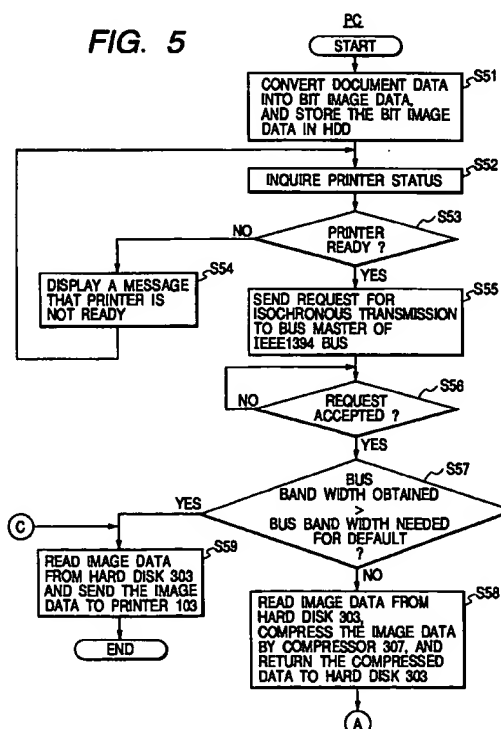 FIG. 5
PC
START
CONVERT DOCUMENT DATA
INTO BIT IMAGE DATA,
AND STORE THE BIT IMAGE
DATA IN HDD
S51
INQUIRE PRINTER STATUS
S52
PRINTER
READY ?
S53
NO
YES
DISPLAY A MESSAGE
THAT PRINTER IS
NOT READY
S54
SEND REQUEST FOR
ISOCHRONOUS TRANSMISSION
TO BUS MASTER OF
IEEE1394 BUS
S55
REQUEST
ACCEPTED ?
S56
NO
YES
BUS
BAND WIDTH OBTAINED
>
BUS BAND WIDTH NEEDED
FOR DEFAULT
?
S57
YES
NO
C
READ IMAGE DATA
FROM HARD DISK 303
AND SEND THE IMAGE
DATA TO PRINTER 103
S59
END
READ IMAGE DATA FROM
HARD DISK 303,
COMPRESS THE IMAGE DATA
BY COMPRESSOR 307, AND
RETURN THE COMPRESSED
DATA TO HARD DISK 303
S58
A